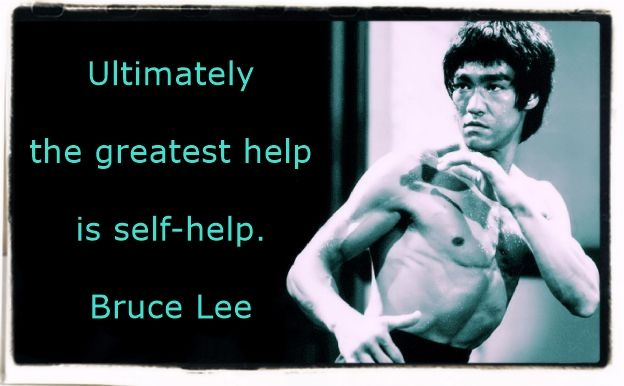 Ultimately
the greatest help
is self-help.
Bruce Lee